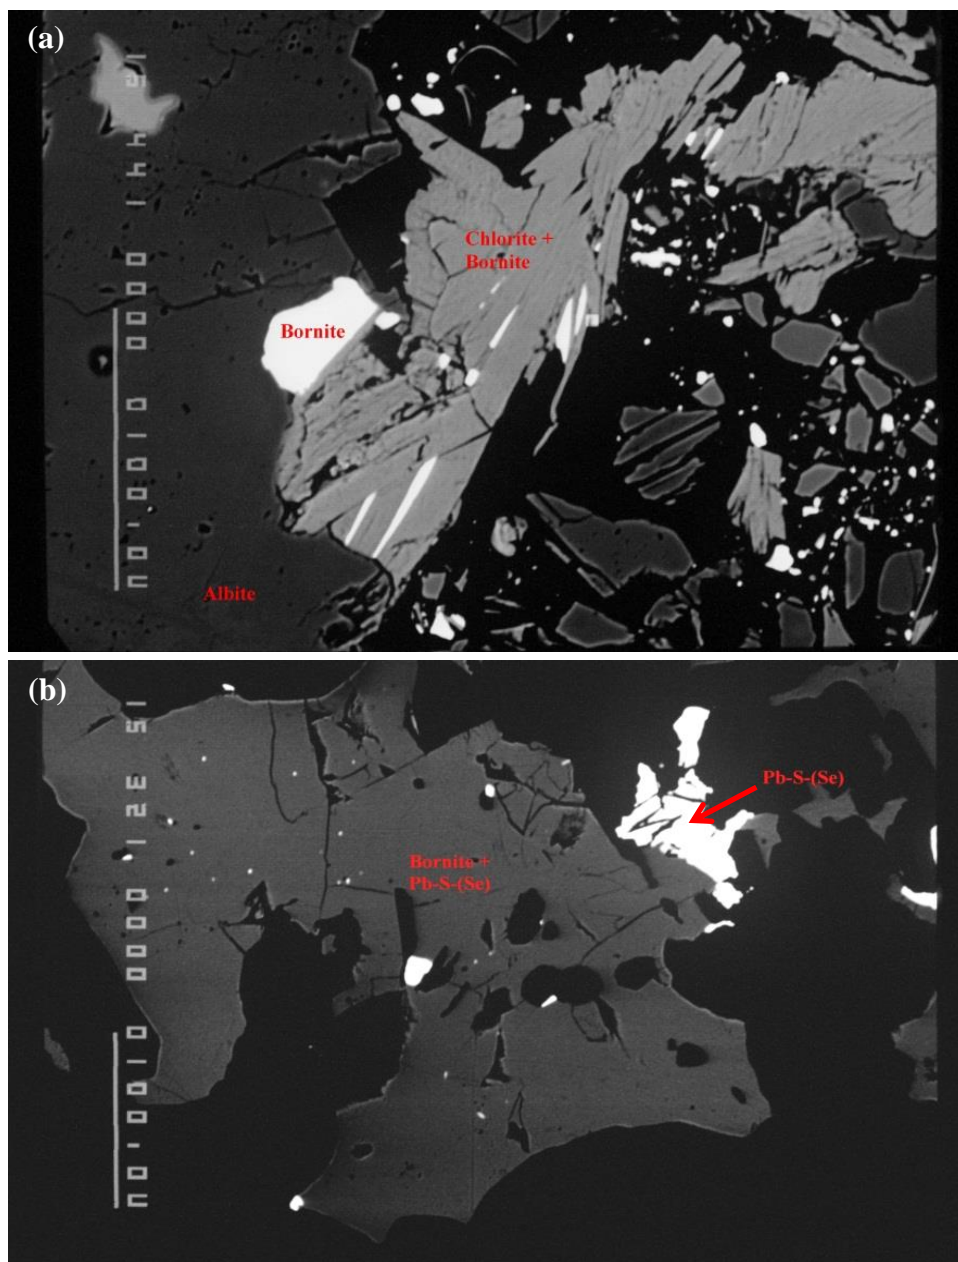 (a)
Chlorite +
Bornite
Bornite
Albite
(b)
Pb-S-(Se)
Bornite +
Pb-S-(Se)